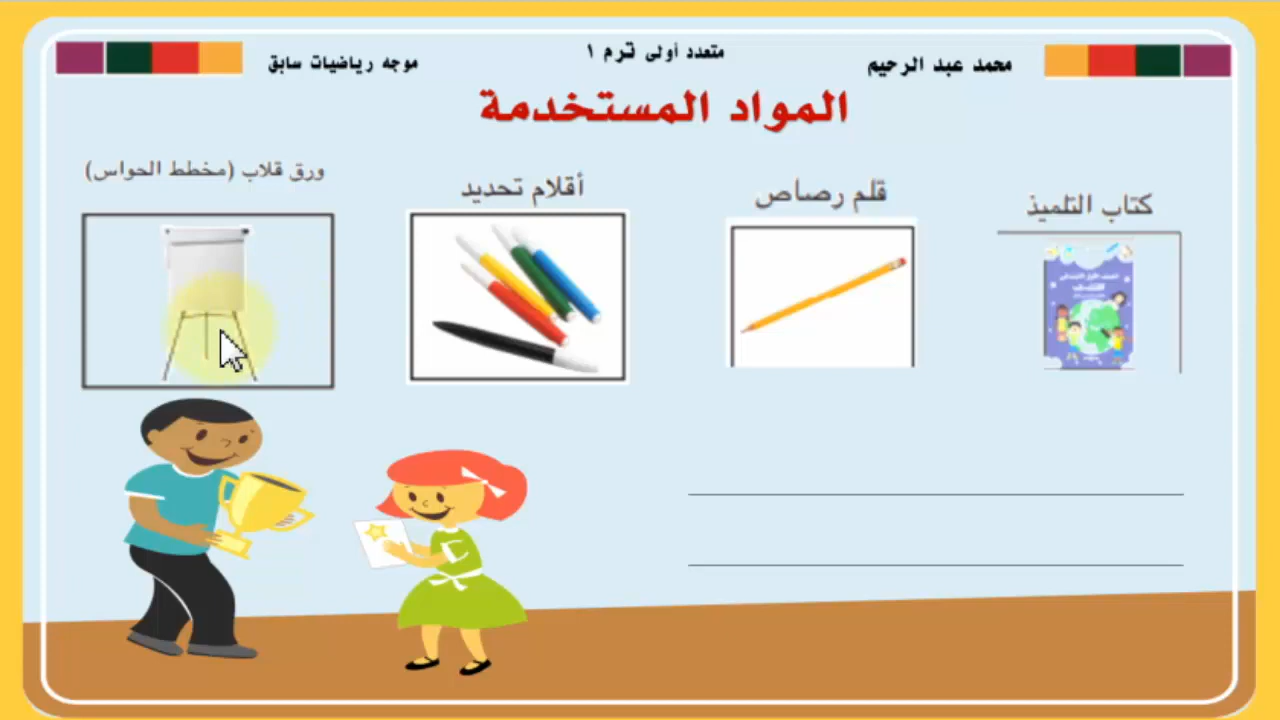 محمد عبد الرحيم
متعدد أولى ترم ١
موجه رياضيات سابق
المواد المستخدمة
كتاب التلميذ
قلم رصاص
أقلام تحديد
ورق قلاب (مخطط الحواس)